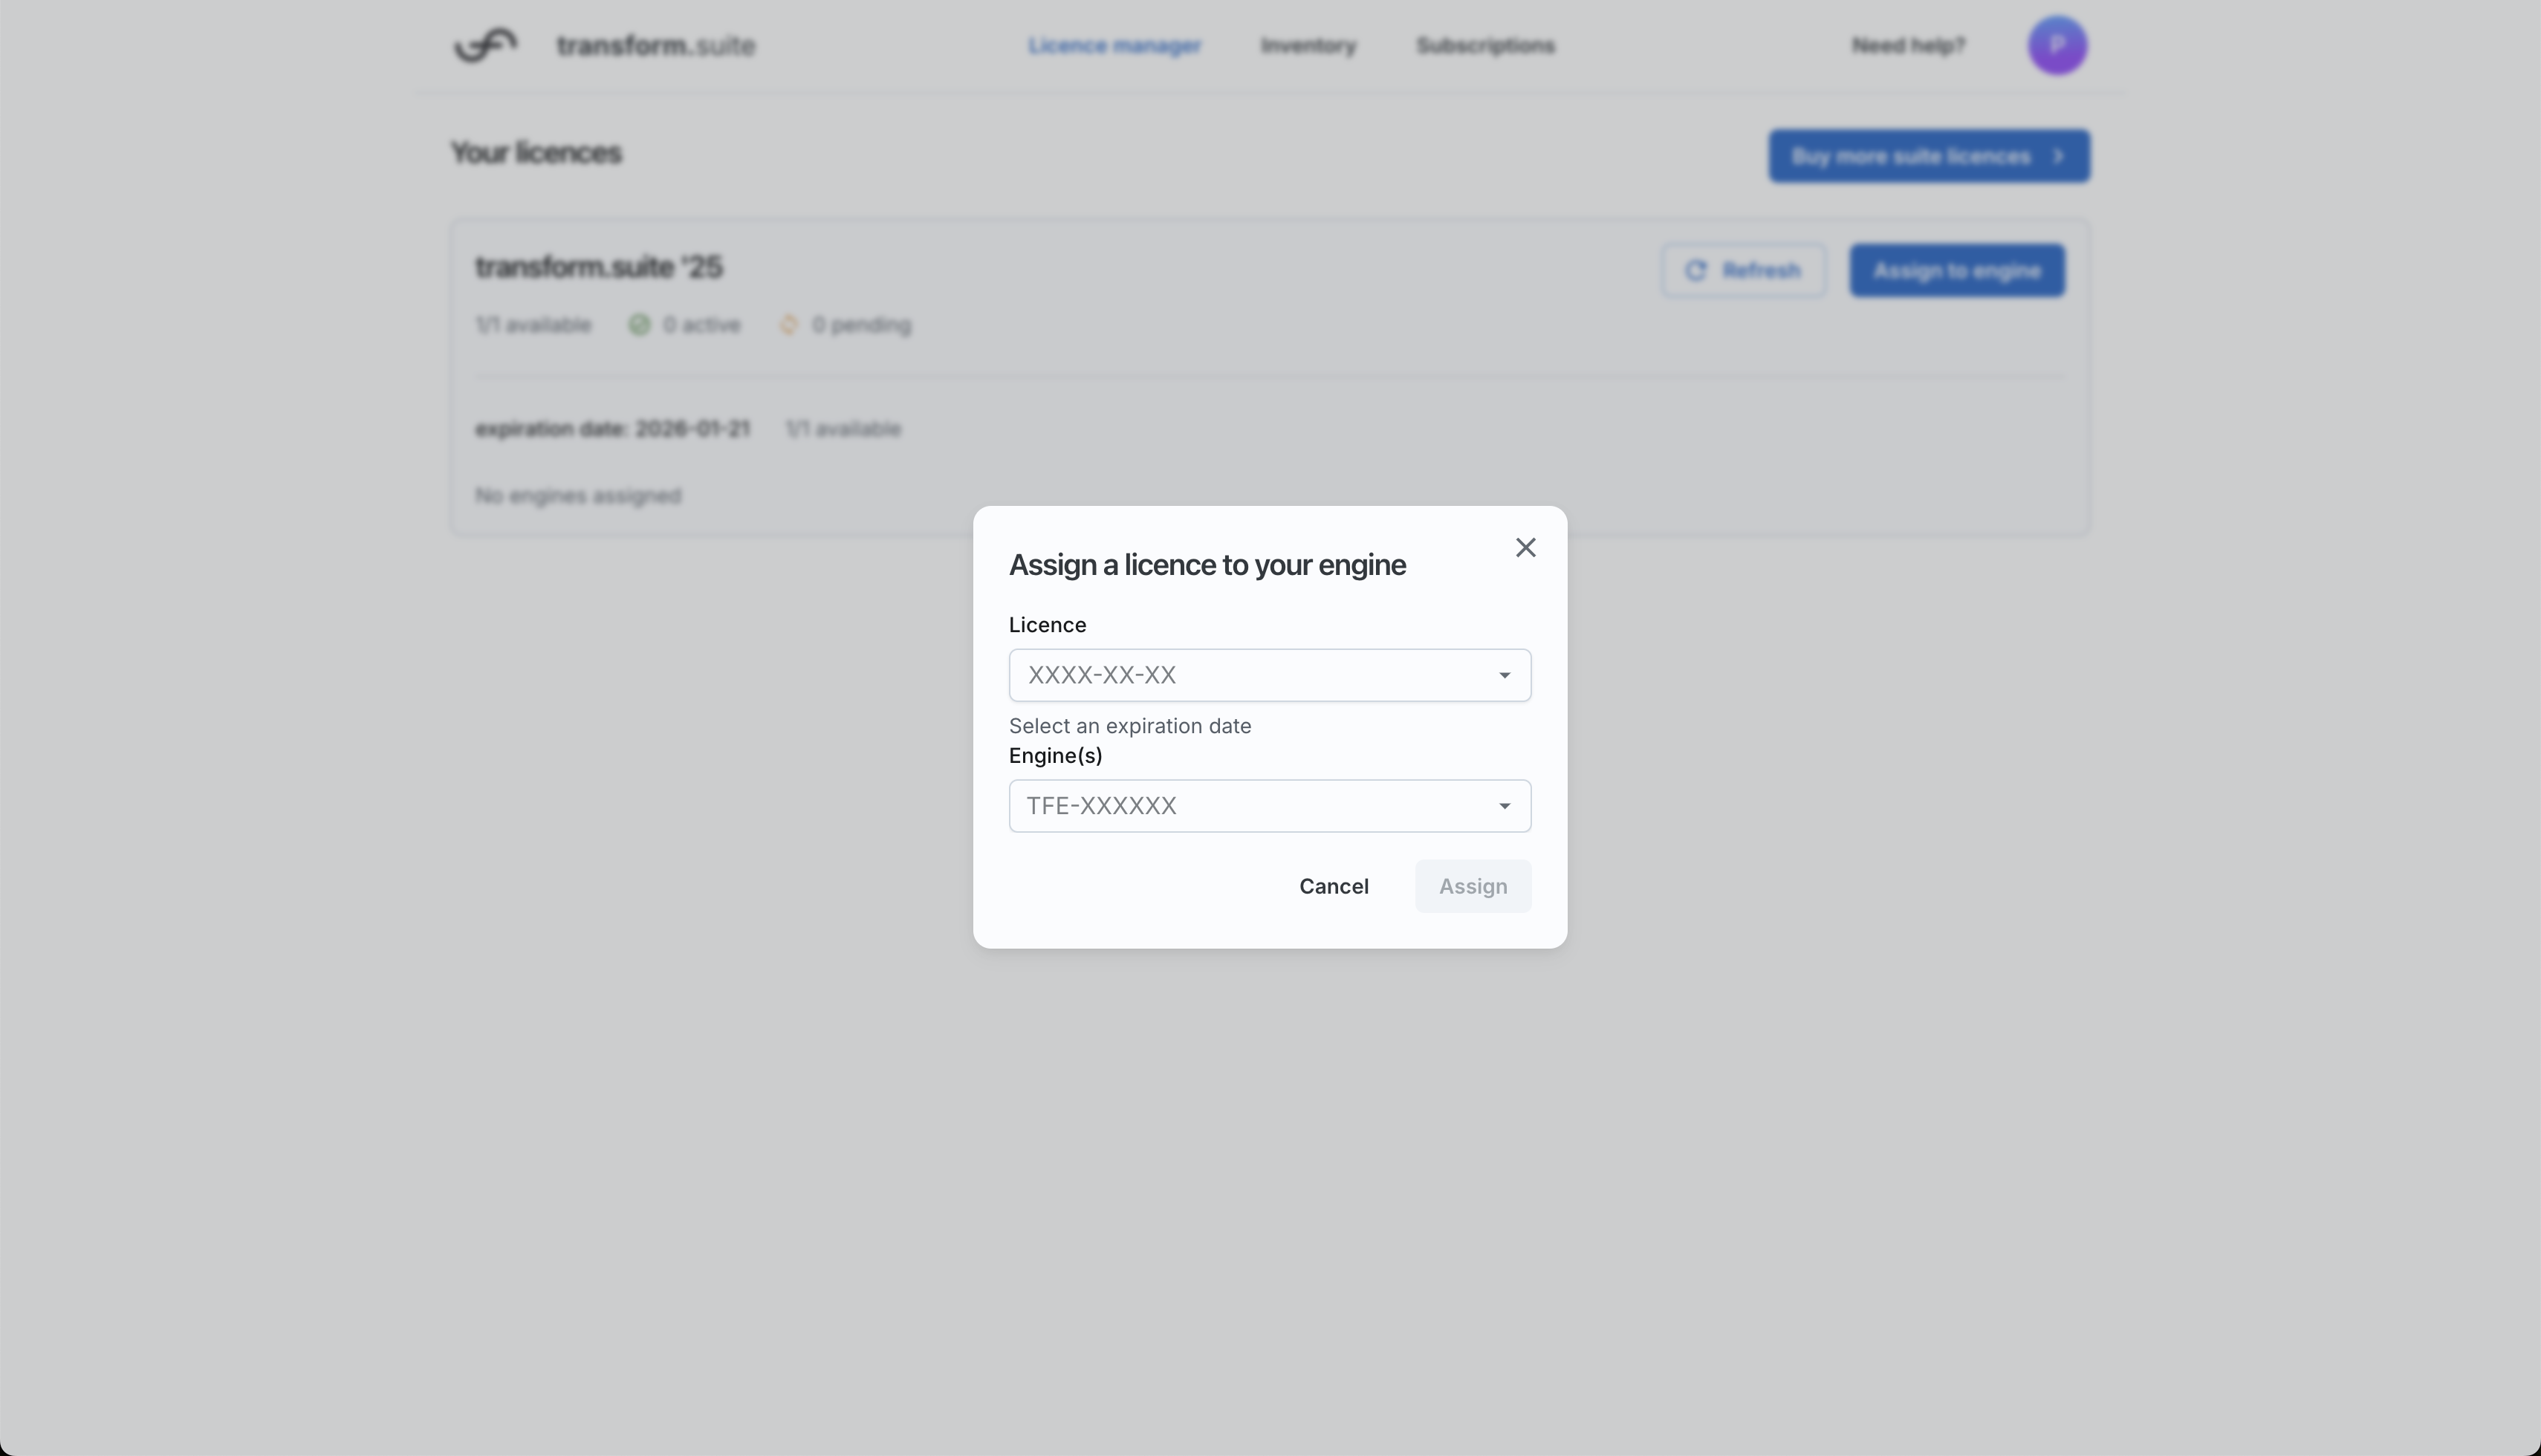 transform.suite
Licence manager
Inventory
Subscriptions
Need help?
P
Your licences
Buy more suite licences
transform.suite '25
Refresh
Assign to engine
1/1 available
0 active
0 pending
expiration date: 2026-01-21
1/1 available
No engines assigned
Assign a licence to your engine
Licence
XXXX-XX-XX
Select an expiration date
Engine(s)
TFE-XXXXXX
Cancel
Assign